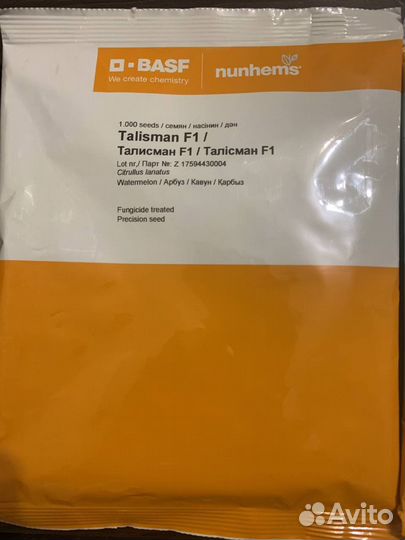 BASF
We create chemistry
nunhems
1.000 seeds / семян / насінин / дән
Talisman F1 /
Талисман F1 / Талісман F1
Lot nr./ Парт №: Z 17594430004
Citrullus lanatus
Watermelon / Арбуз / Кавун / Қарбыз
Fungicide treated
Precision seed
Avito